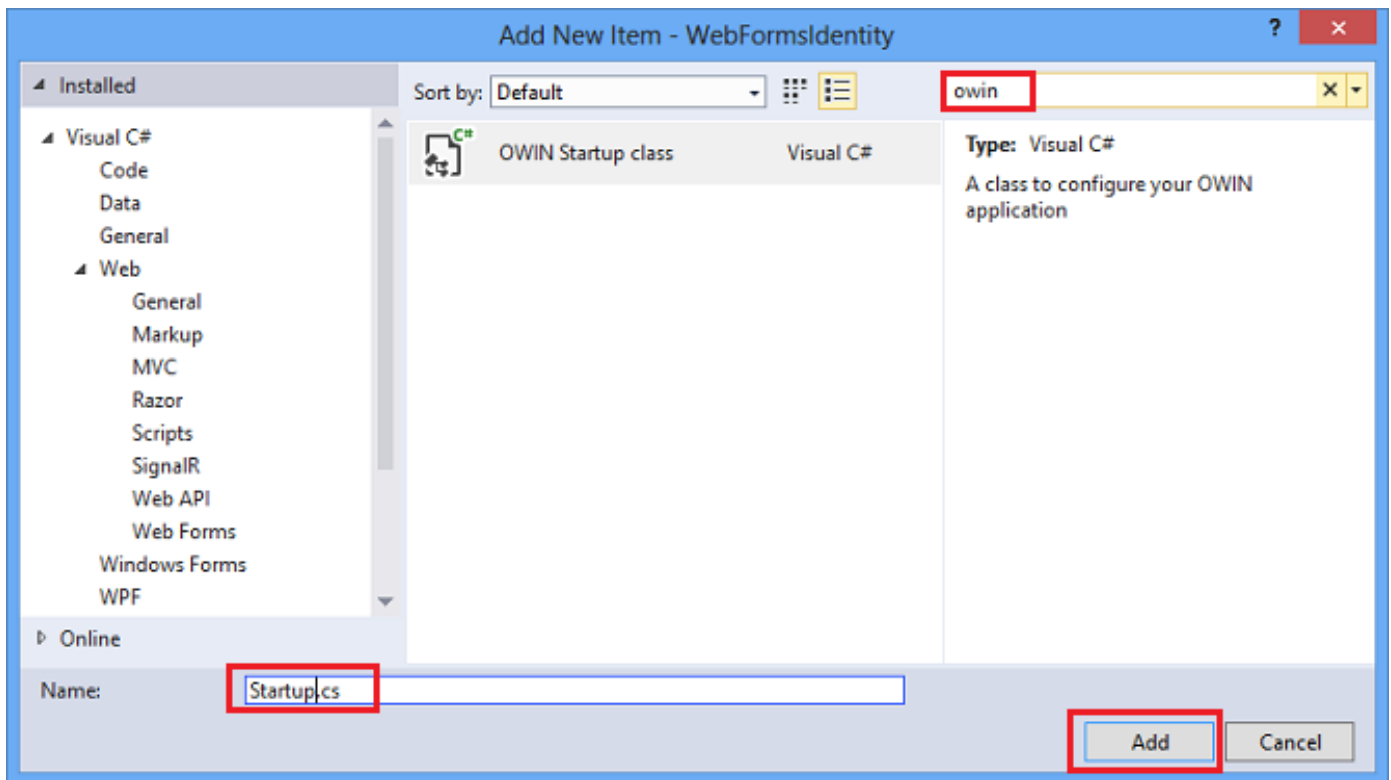 Add New Item - WebFormsIdentity
?
Installed
Sort by: Default
owin
Visual C#
Code
Data
General
Web
General
Markup
MVC
Razor
Scripts
SignalR
Web API
Web Forms
Windows Forms
WPF
Online
C#
OWIN Startup class Visual C#
Type: Visual C#
A class to configure your OWIN
application
Name: Startup.cs
Add Cancel